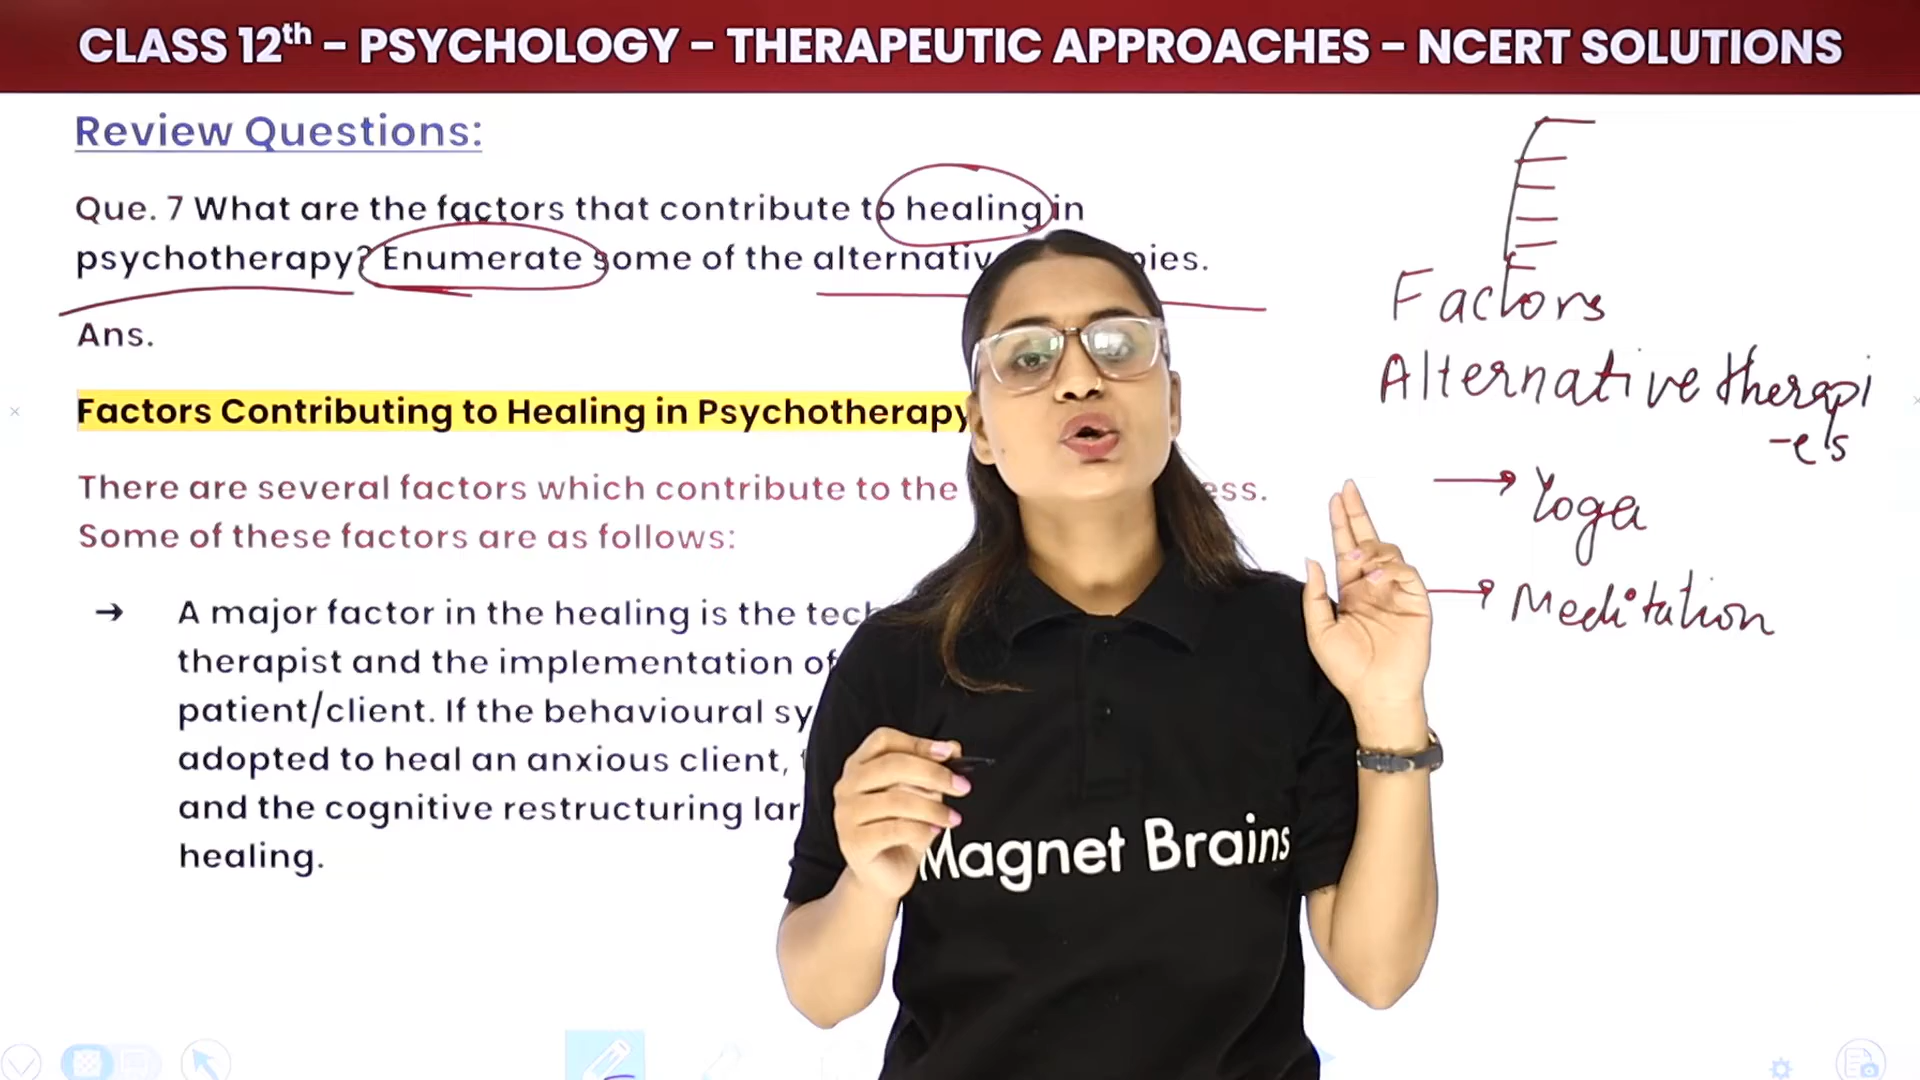 CLASS 12th - PSYCHOLOGY - THERAPEUTIC APPROACHES - NCERT SOLUTIONS
Review Questions:
Que. 7 What are the factors that contribute to healing in
psychotherapy? Enumerate some of the
Ans.
Factors Contributing to Healing in Psychotherapy
There are several factors which contribute to the
Some of these factors are as follows:
→ A major factor in the healing is the
therapist and the implementation of
patient/client. If the behavioural
adopted to heal an anxious client,
and the cognitive restructuring
healing.
Factors
Alternative therapi
-es
→ Yoga
→ Meditation
Magnet Brains